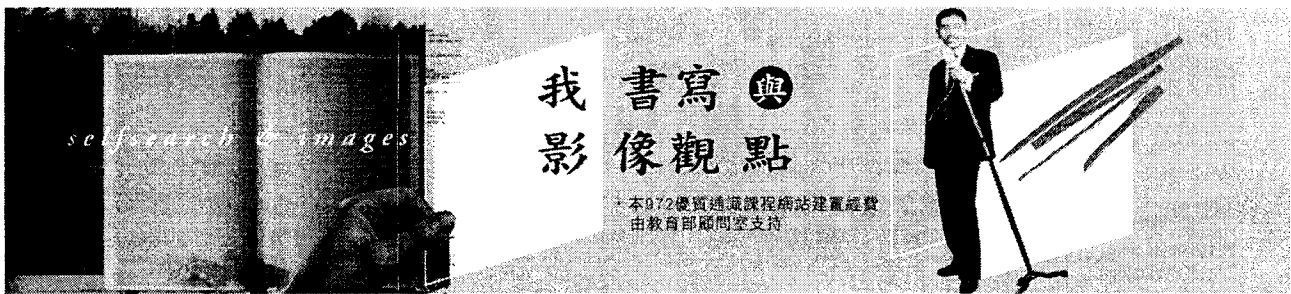 selfsearch & images
我 書寫 與
影像觀點
• 本972優質通識課程網站建置經費
由教育部顧問室支持